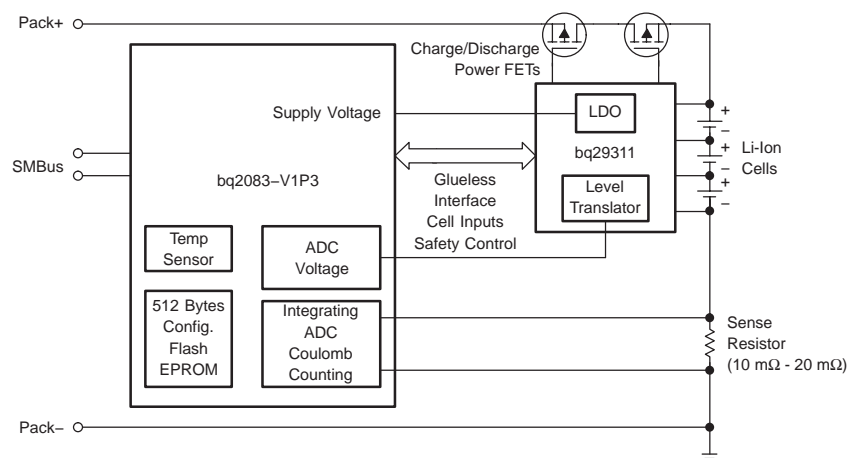 Pack+
Charge/Discharge
Power FETs
Supply Voltage
LDO
bq29311
+
−
+
−
+
−
Li-Ion
Cells
SMBus
bq2083−V1P3
Glueless
Interface
Cell Inputs
Safety Control
Level
Translator
Temp
Sensor
ADC
Voltage
512 Bytes
Config.
Flash
EPROM
Integrating
ADC
Coulomb
Counting
Sense
Resistor
(10 mΩ - 20 mΩ)
Pack−